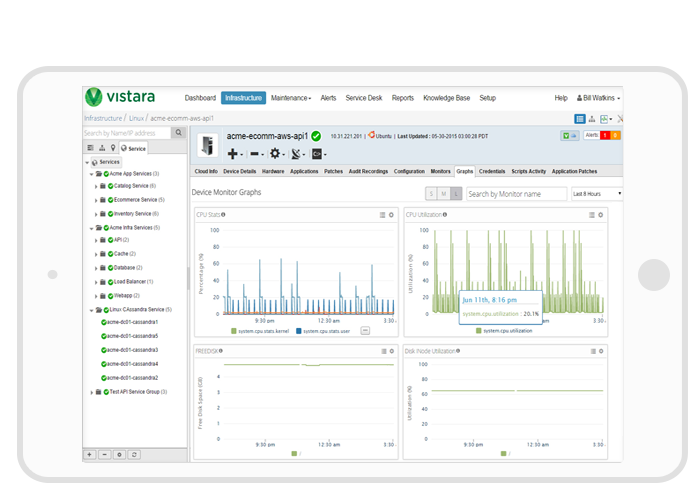 vistara
Dashboard Infrastructure Maintenance Alerts Service Desk Reports Knowledge Base Setup Help Bill Watkins
Infrastructure / Linux / acme-ecomm-aws-api1
Search by Name/IP address
acme-ecomm-aws-api1 10.31.221.201 | Ubuntu | Last Updated : 05-30-2015 03:00:28 PDT
Alerts 1 0
Service
Services
Acme App Services (3)
Catalog Service (6)
Ecommerce Service (5)
Inventory Service (6)
Acme Infra Services (5)
API (2)
Cache (2)
Database (2)
Load Balancer (1)
Webapp (2)
Linux CAssandra Service (5)
acme-dc01-cassandra1
acme-dc01-cassandra5
acme-dc01-cassandra3
acme-dc01-cassandra4
acme-dc01-cassandra2
Test API Service Group (3)
Cloud Info Device Details Hardware Applications Patches Audit Recordings Configuration Monitors Graphs Credentials Scripts Activity Application Patches
Device Monitor Graphs S M L Search by Monitor name Last 8 Hours
CPU Stats
Percentage (%)
100
80
60
40
20
0
9:30 pm 12:30 am 3:30
system.cpu.stats.kernel system.cpu.stats.user
CPU Utilization
Utilization (%)
100
80
60
40
20
0
Jun 11th, 8:16 pm
system.cpu.utilization : 20.1%
9:30 pm 12:30 am 3:30
system.cpu.utilization
FREEDISK
Free Disk Space (GB)
4
3
2
1
0
9:30 pm 12:30 am 3:30
/
Disk iNode Utilization
Utilization (%)
100
80
60
40
20
0
9:30 pm 12:30 am 3:30
/